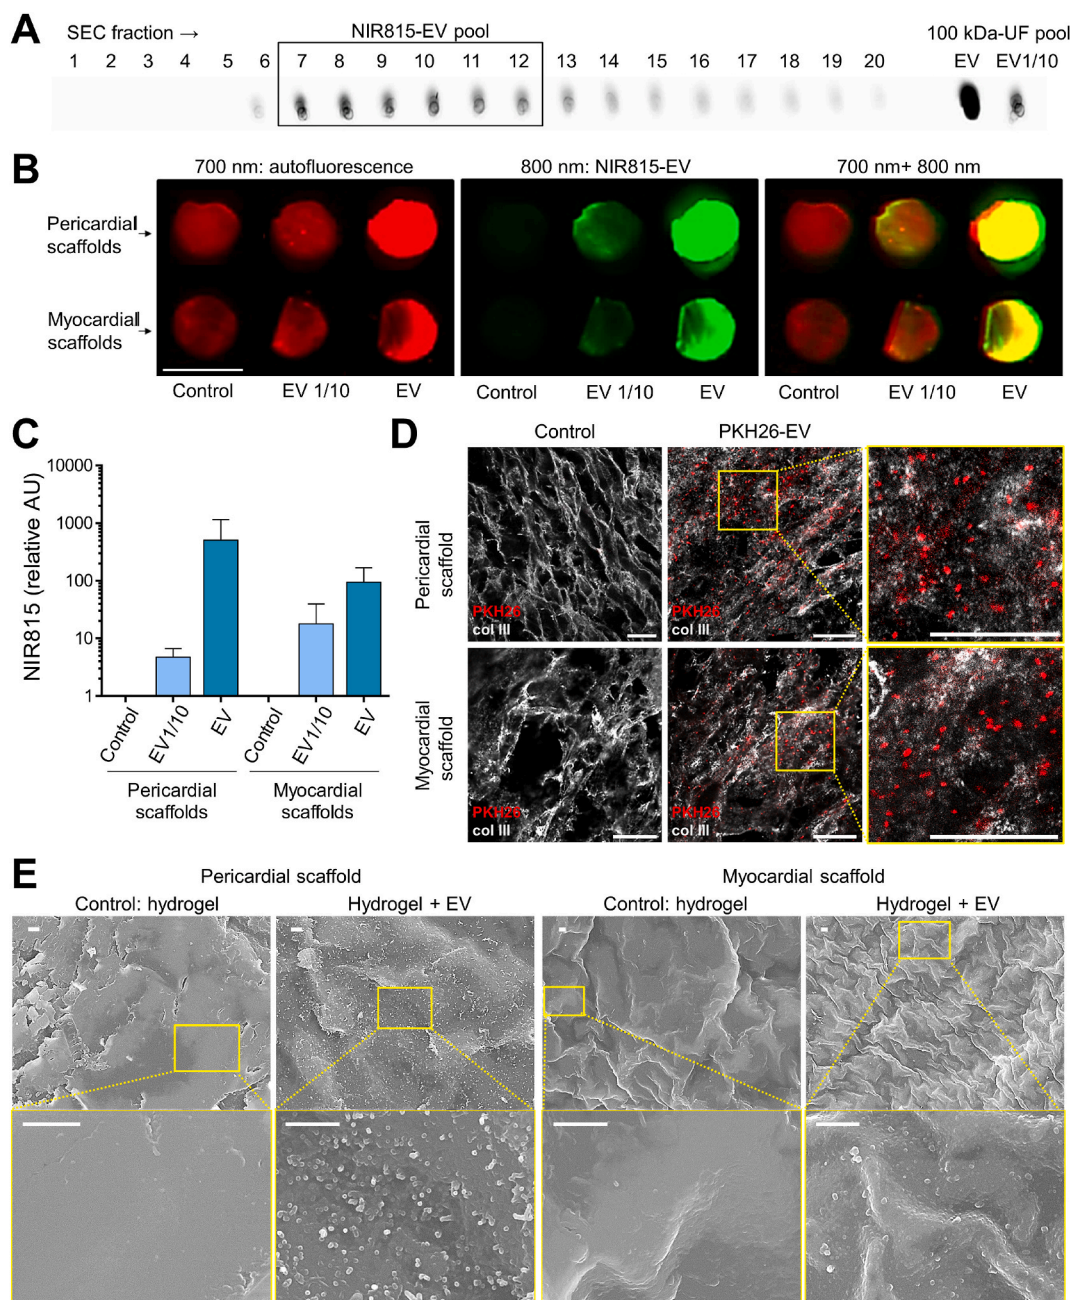 A
SEC fraction →
NIR815-EV pool
100 kDa-UF pool
1 2 3 4 5 6 7 8 9 10 11 12 13 14 15 16 17 18 19 20 EV EV1/10
B
700 nm: autofluorescence
800 nm: NIR815-EV
700 nm+ 800 nm
Pericardial
scaffolds
Myocardial
scaffolds
Control EV 1/10 EV
Control EV 1/10 EV
Control EV 1/10 EV
C
NIR815 (relative AU)
10000
1000
100
10
1
Control
EV1/10
EV
Control
EV1/10
EV
Pericardial
scaffolds
Myocardial
scaffolds
D
Control
PKH26-EV
Pericardial
scaffold
PKH26
col III
PKH26
col III
Myocardial
scaffold
PKH26
col III
PKH26
col III
E
Pericardial scaffold
Myocardial scaffold
Control: hydrogel
Hydrogel + EV
Control: hydrogel
Hydrogel + EV